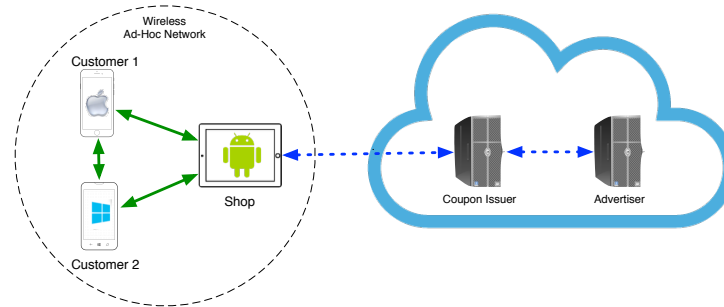 Wireless
Ad-Hoc Network
Customer 1
Shop
Customer 2
Coupon Issuer
Advertiser